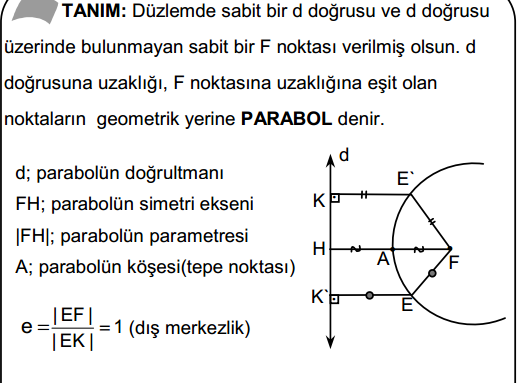 TANIM: Düzlemde sabit bir d doğrusu ve d doğrusu
üzerinde bulunmayan sabit bir F noktası verilmiş olsun. d
doğrusuna uzaklığı, F noktasına uzaklığına eşit olan
noktaların geometrik yerine PARABOL denir.
d; parabolün doğrultmanı
FH; parabolün simetri ekseni
|FH|; parabolün parametresi
A; parabolün köşesi(tepe noktası)
e = |EF| / |EK| = 1 (dış merkezlik)
d
E`
K
H
A
F
K`
E